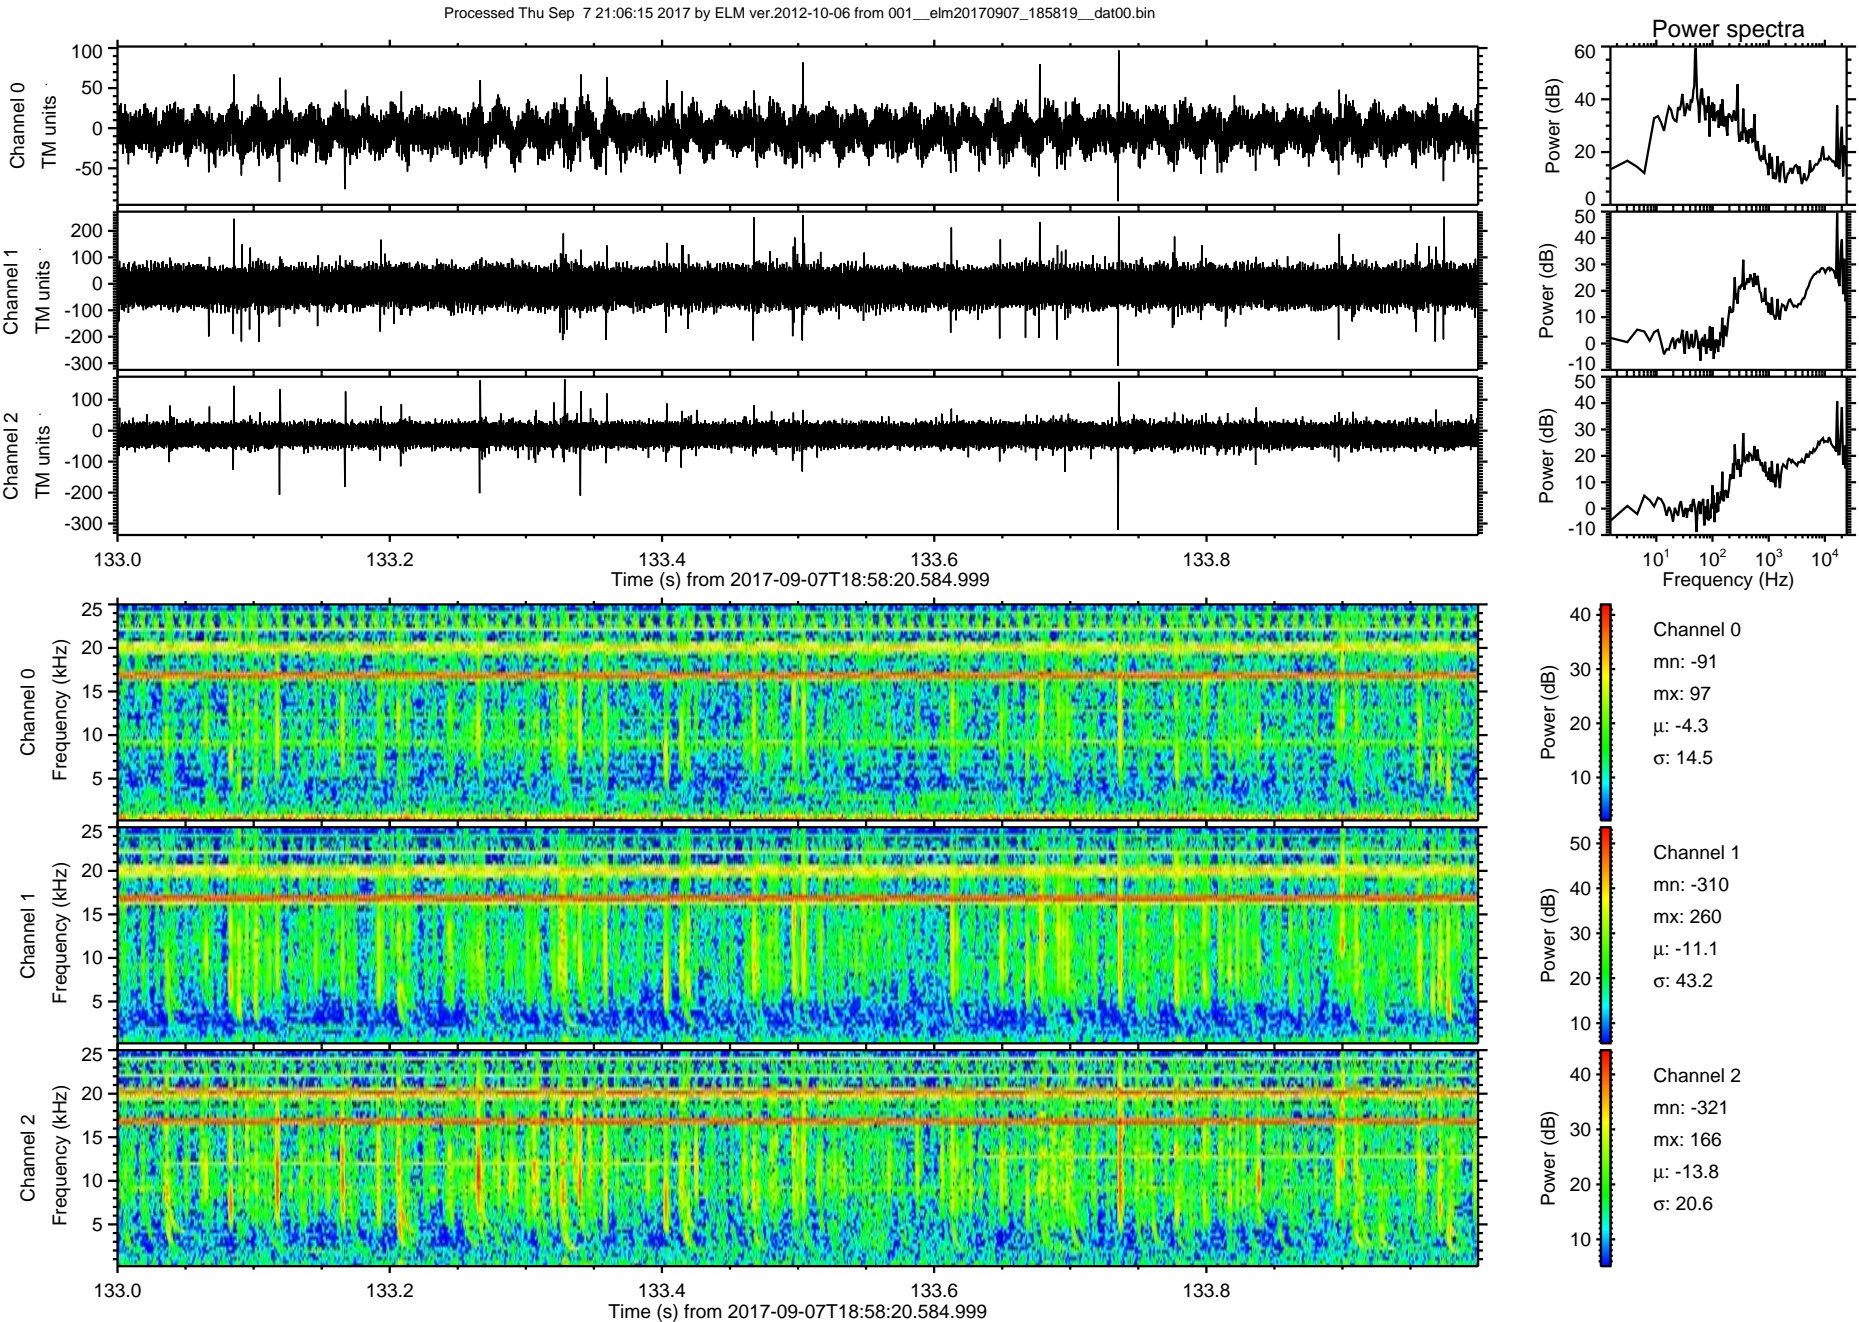 Processed Thu Sep  7 21:06:15 2017 by ELM ver.2012-10-06 from 001__elm20170907_185819__dat00.bin
Power spectra
Channel 0
TM units
100
50
0
-50
Power (dB)
60
40
20
0
Channel 1
TM units
200
100
0
-100
-200
-300
Power (dB)
50
40
30
20
10
0
-10
Channel 2
TM units
100
0
-100
-200
-300
Power (dB)
50
40
30
20
10
0
-10
133.0 133.2 133.4 133.6 133.8
Time (s) from 2017-09-07T18:58:20.584.999
10^1 10^2 10^3 10^4
Frequency (Hz)
Channel 0
Frequency (kHz)
25
20
15
10
5
Power (dB)
40
30
20
10
Channel 0
mn: -91
mx: 97
µ: -4.3
σ: 14.5
Channel 1
Frequency (kHz)
25
20
15
10
5
Power (dB)
50
40
30
20
10
Channel 1
mn: -310
mx: 260
µ: -11.1
σ: 43.2
Channel 2
Frequency (kHz)
25
20
15
10
5
Power (dB)
40
30
20
10
Channel 2
mn: -321
mx: 166
µ: -13.8
σ: 20.6
133.0 133.2 133.4 133.6 133.8
Time (s) from 2017-09-07T18:58:20.584.999